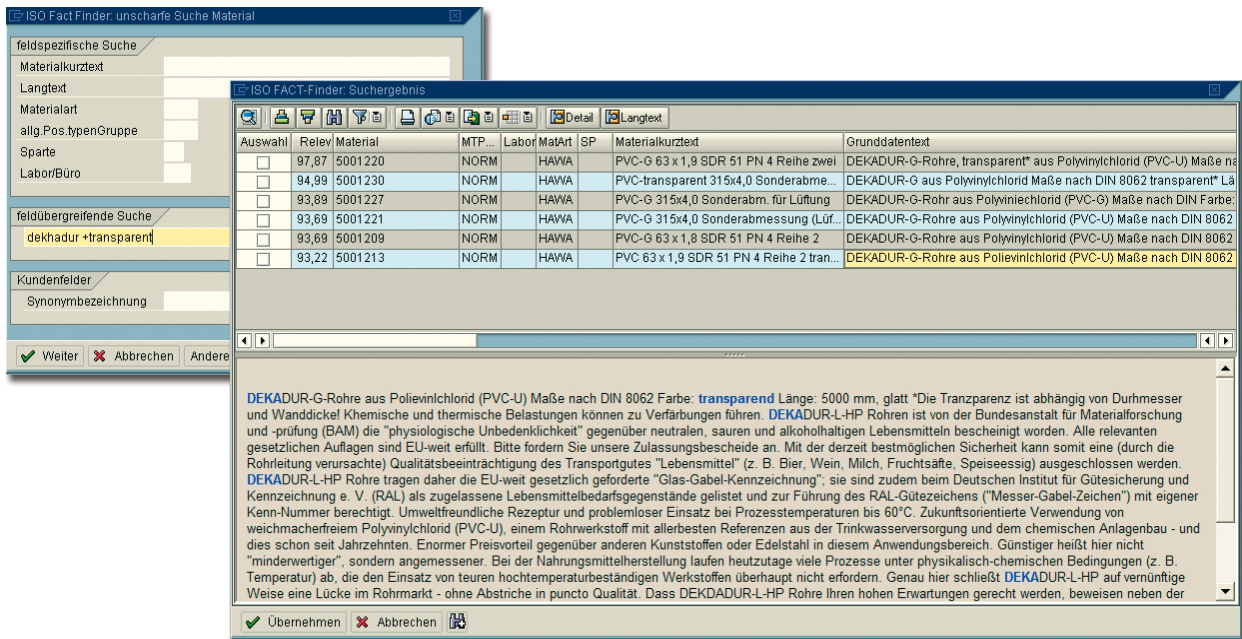 ISO Fact Finder: unscharfe Suche Material
feldspezifische Suche
Materialkurztext
Langtext
Materialart
allg.Pos.typenGruppe
Sparte
Labor/Büro
feldübergreifende Suche
dekhadur +transparent
Kundenfelder
Synonymbezeichnung
Weiter Abbrechen Andere
ISO FACT-Finder: Suchergebnis
Detail Langtext
Auswahl Relev Material MTP... Labor MatArt SP Materialkurztext Grunddatentext
97,87 5001220 NORM HAWA PVC-G 63 x 1,9 SDR 51 PN 4 Reihe zwei DEKADUR-G-Rohre, transparent* aus Polywinylchlorid (PVC-U) Maße na
94,99 5001230 NORM HAWA PVC-transparent 315x4,0 Sonderabme... DEKADUR-G aus Polywinylchlorid Maße nach DIN 8062 transparent* Lä
93,89 5001227 NORM HAWA PVC-G 315x4,0 Sonderabm. für Lüftung DEKADUR-G-Rohr aus Polyviniechlorid (PVC-G) Maße nach DIN Farbe:
93,69 5001221 NORM HAWA PVC-G 315x4,0 Sonderabmessung (Lüf... DEKADUR-G-Rohre aus Polyvinylchlorid (PVC-U) Maße nach DIN 8062
93,69 5001209 NORM HAWA PVC-G 63 x 1,8 SDR 51 PN 4 Reihe 2 DEKADUR-G-Rohre aus Polyvinylchlorid (PVC-U) Maße nach DIN 8062
93,22 5001213 NORM HAWA PVC 63 x 1,9 SDR 51 PN 4 Reihe 2 tran... DEKADUR-G-Rohre aus Polievinlchlorid (PVC-U) Maße nach DIN 8062
DEKADUR-G-Rohre aus Polievinlchlorid (PVC-U) Maße nach DIN 8062 Farbe: transparend Länge: 5000 mm, glatt *Die Tranzparenz ist abhängig von Durhmesser
und Wanddicke! Khemische und thermische Belastungen können zu Verfärbungen führen. DEKADUR-L-HP Rohren ist von der Bundesanstalt für Materialforschung
und -prüfung (BAM) die "physiologische Unbedenklichkeit" gegenüber neutralen, sauren und alkoholhaltigen Lebensmitteln bescheinigt worden. Alle relevanten
gesetzlichen Auflagen sind EU-weit erfüllt. Bitte fordern Sie unsere Zulassungsbescheide an. Mit der derzeit bestmöglichen Sicherheit kann somit eine (durch die
Rohrleitung verursachte) Qualitätsbeeinträchtigung des Transportgutes "Lebensmittel" (z. B. Bier, Wein, Milch, Fruchtsäfte, Speiseessig) ausgeschlossen werden.
DEKADUR-L-HP Rohre tragen daher die EU-weit gesetzlich geforderte "Glas-Gabel-Kennzeichnung"; sie sind zudem beim Deutschen Institut für Gütesicherung und
Kennzeichnung e. V. (RAL) als zugelassene Lebensmittelbedarfsgegenstände gelistet und zur Führung des RAL-Gütezeichens ("Messer-Gabel-Zeichen") mit eigener
Kenn-Nummer berechtigt. Umweltfreundliche Rezeptur und problemloser Einsatz bei Prozesstemperaturen bis 60°C. Zukunftsorientierte Verwendung von
weichmacherfreiem Polyvinylchlorid (PVC-U), einem Rohrwerkstoff mit allerbesten Referenzen aus der Trinkwasserversorgung und dem chemischen Anlagenbau - und
dies schon seit Jahrzehnten. Enormer Preisvorteil gegenüber anderen Kunststoffen oder Edelstahl in diesem Anwendungsbereich. Günstiger heißt hier nicht
"minderwertiger", sondern angemessener. Bei der Nahrungsmittelherstellung laufen heutzutage viele Prozesse unter physikalisch-chemischen Bedingungen (z. B.
Temperatur) ab, die den Einsatz von teuren hochtemperaturbeständigen Werkstoffen überhaupt nicht erfordern. Genau hier schließt DEKADUR-L-HP auf vernünftige
Weise eine Lücke im Rohrmarkt - ohne Abstriche in puncto Qualität. Dass DEKDADUR-L-HP Rohre Ihren hohen Erwartungen gerecht werden, beweisen neben der
Übernehmen Abbrechen